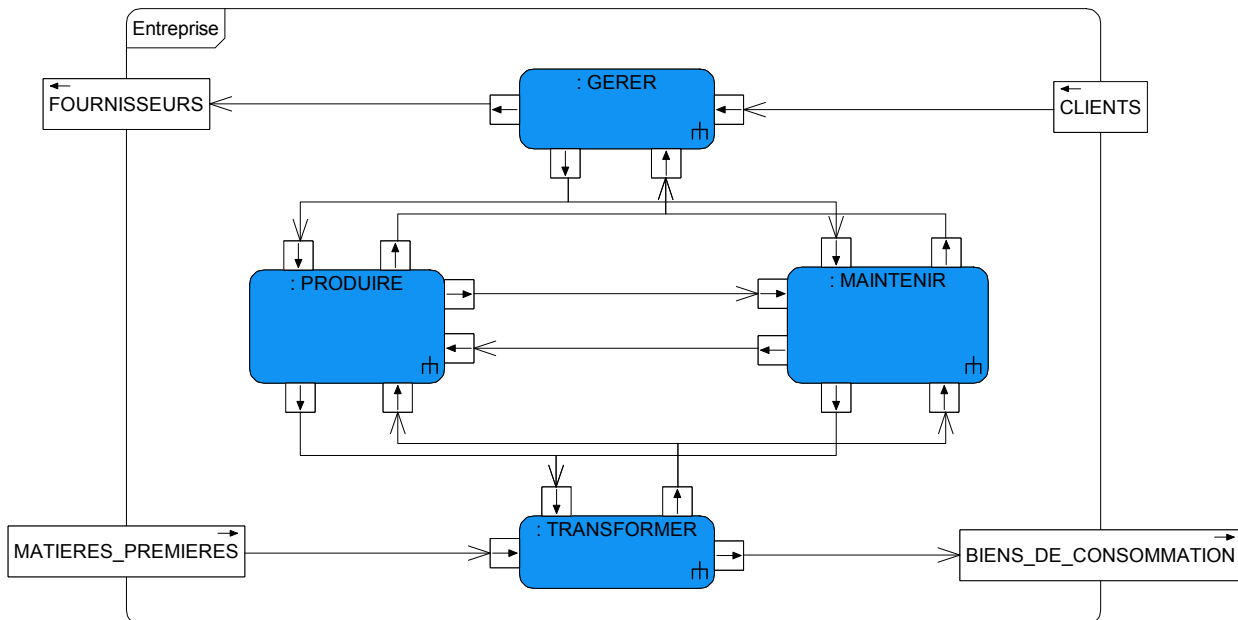 Entreprise
FOURNISSEURS
: GERER
CLIENTS
: PRODUIRE
: MAINTENIR
: TRANSFORMER
MATIERES_PREMIERES
BIENS_DE_CONSOMMATION